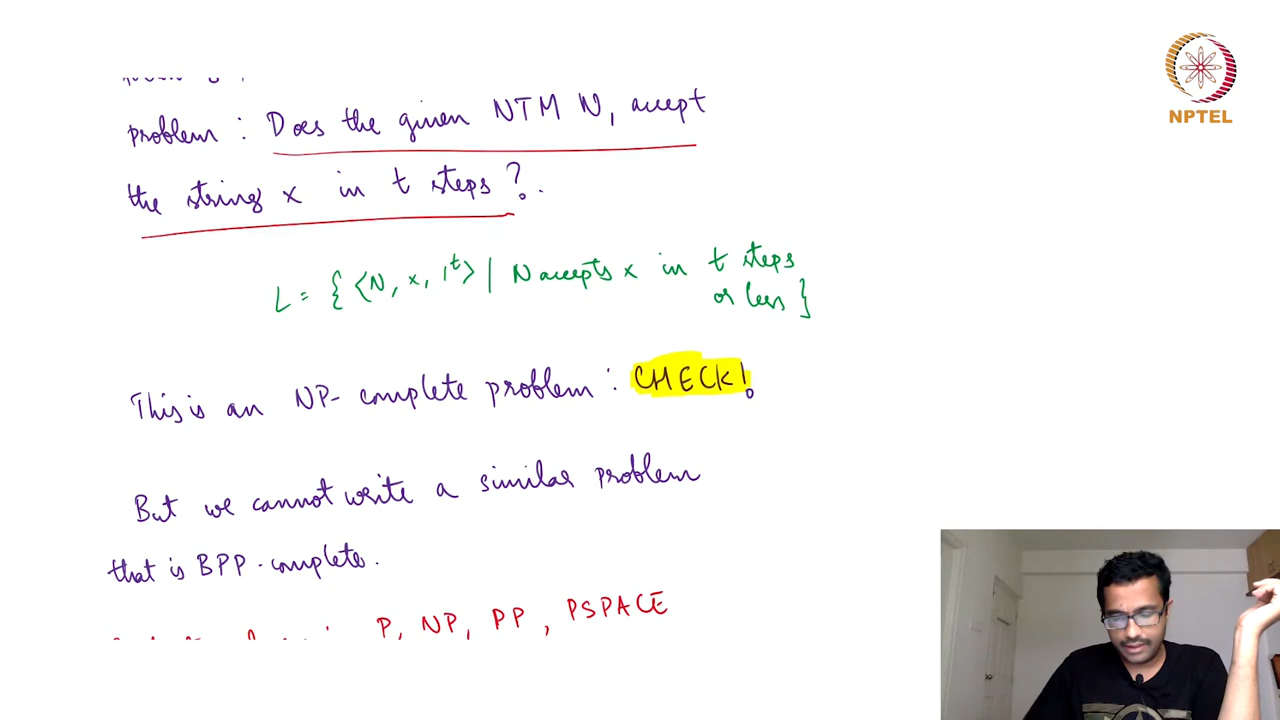 NPTEL
problem : Does the given NTM N, accept
the string x in t steps ?.
L = { <N, x, 1^t> | N accepts x in t steps
or less }
This is an NP-complete problem : CHECK!
But we cannot write a similar problem
that is BPP-complete.
P, NP, PP, PSPACE